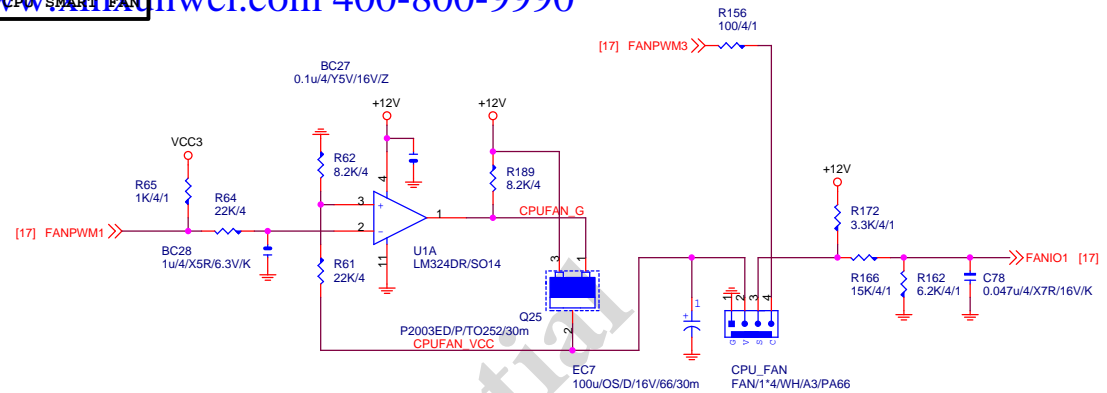 www.xinxunwei.com 400-800-9990
CPU SMART FAN
R156
100/4/1
[17] FANPWM3
BC27
0.1u/4/Y5V/16V/Z
+12V
+12V
VCC3
R62
8.2K/4
R189
8.2K/4
+12V
R65
1K/4/1
R64
22K/4
4
3
+
1
CPUFAN_G
R172
3.3K/4/1
[17] FANPWM1
2
−
FANIO1 [17]
BC28
1u/4/X5R/6.3V/K
11
U1A
LM324DR/SO14
3
1
R61
22K/4
R166
15K/4/1
R162
6.2K/4/1
C78
0.047u/4/X7R/16V/K
1
+
1
2
3
4
Q25
P2003ED/P/TO252/30m
2
CPUFAN_VCC
G
V
S
C
EC7
100u/OS/D/16V/66/30m
CPU_FAN
FAN/1*4/WH/A3/PA66
tial